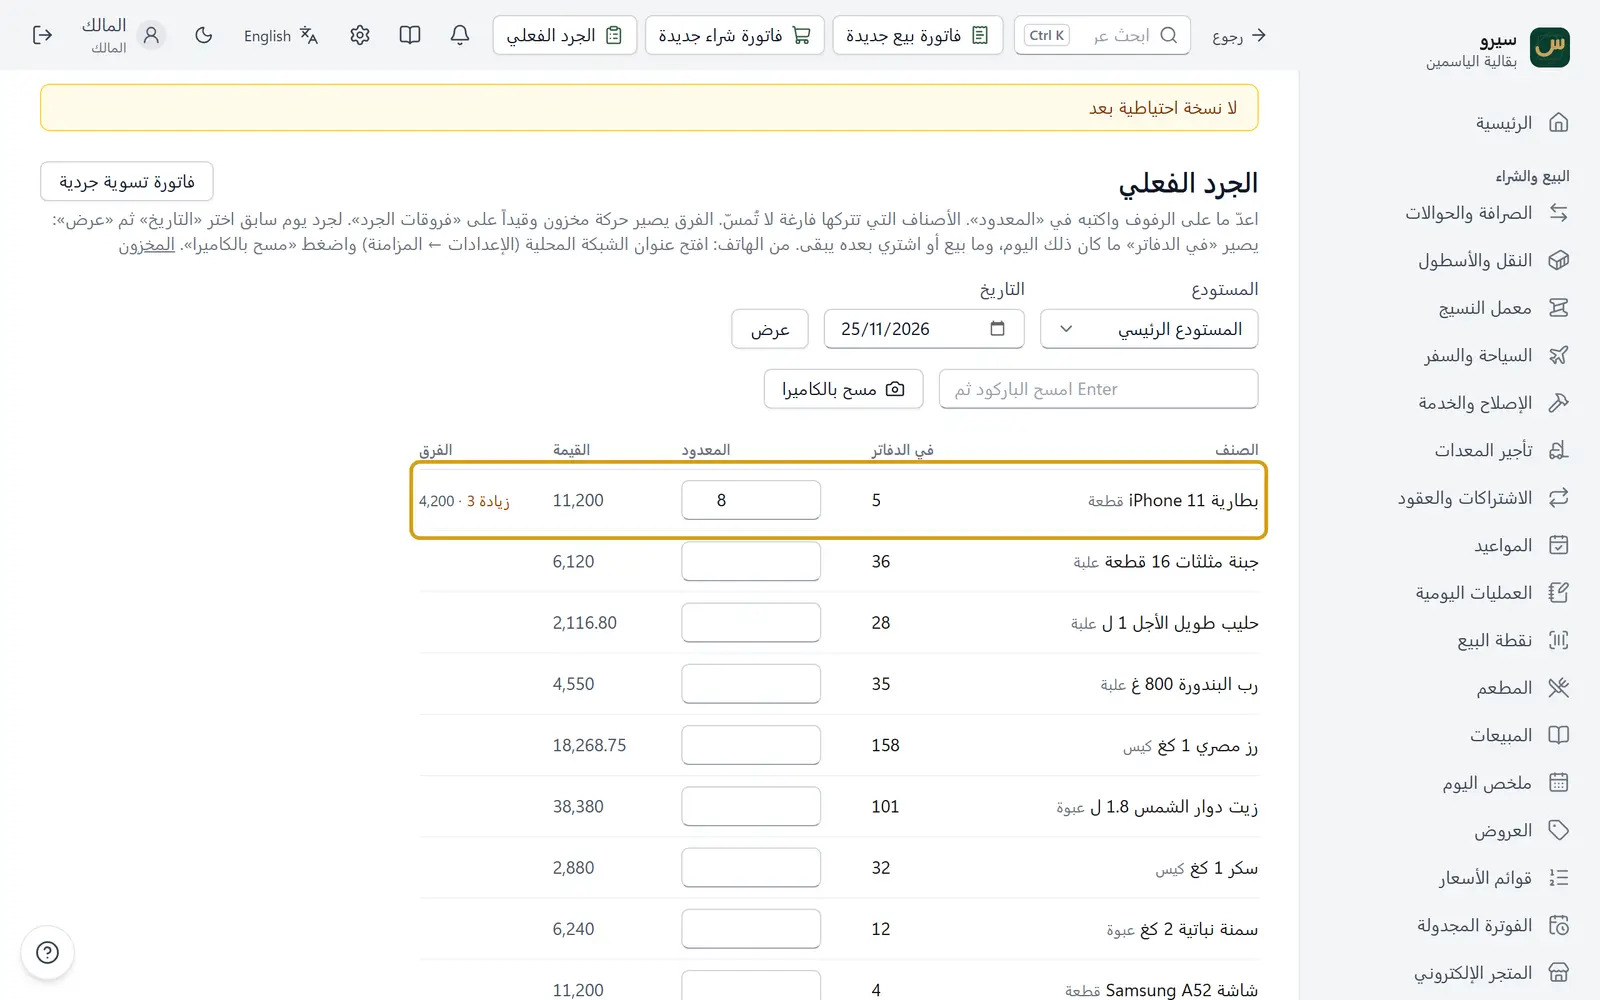 سيرو
بقالية الياسمين
س
رجوع
ابحث عر
Ctrl K
فاتورة بيع جديدة
فاتورة شراء جديدة
الجرد الفعلي
English
المالك
المالك
الرئيسية
البيع والشراء
الصرافة والحوالات
النقل والأسطول
معمل النسيج
السياحة والسفر
الإصلاح والخدمة
تأجير المعدات
الاشتراكات والعقود
المواعيد
العمليات اليومية
نقطة البيع
المطعم
المبيعات
ملخص اليوم
العروض
قوائم الأسعار
الفوترة المجدولة
المتجر الإلكتروني
لا نسخة احتياطية بعد
الجرد الفعلي
فاتورة تسوية جردية
اعدّ ما على الرفوف واكتبه في «المعدود». الأصناف التي تتركها فارغة لا تُمسّ. الفرق يصير حركة مخزون وقيداً على «فروقات الجرد». لجرد يوم سابق اختر «التاريخ» ثم «عرض»:
يصير «في الدفاتر» ما كان ذلك اليوم، وما بيع أو اشتري بعده يبقى. من الهاتف: افتح عنوان الشبكة المحلية (الإعدادات ← المزامنة) واضغط «مسح بالكاميرا». المخزون
المستودع
التاريخ
المستودع الرئيسي
25/11/2026
عرض
امسح الباركود ثم Enter
مسح بالكاميرا
الصنف في الدفاتر المعدود القيمة الفرق
بطارية iPhone 11 قطعة 5 8 11,200 زيادة 3 · 4,200
جبنة مثلثات 16 قطعة علبة 36 6,120
حليب طويل الأجل 1 ل علبة 28 2,116.80
رب البندورة 800 غ علبة 35 4,550
رز مصري 1 كغ كيس 158 18,268.75
زيت دوار الشمس 1.8 ل عبوة 101 38,380
سكر 1 كغ كيس 32 2,880
سمنة نباتية 2 كغ عبوة 12 6,240
شاشة Samsung A52 قطعة 4 11,200